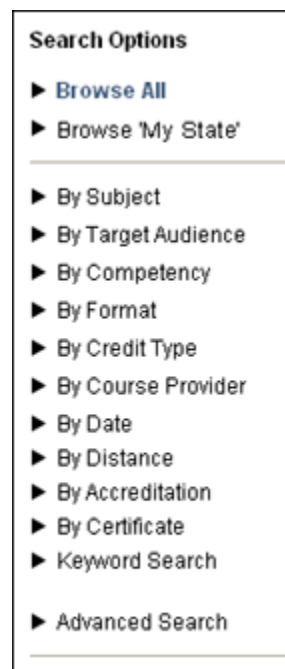 Search Options
Browse All
Browse 'My State'
By Subject
By Target Audience
By Competency
By Format
By Credit Type
By Course Provider
By Date
By Distance
By Accreditation
By Certificate
Keyword Search
Advanced Search